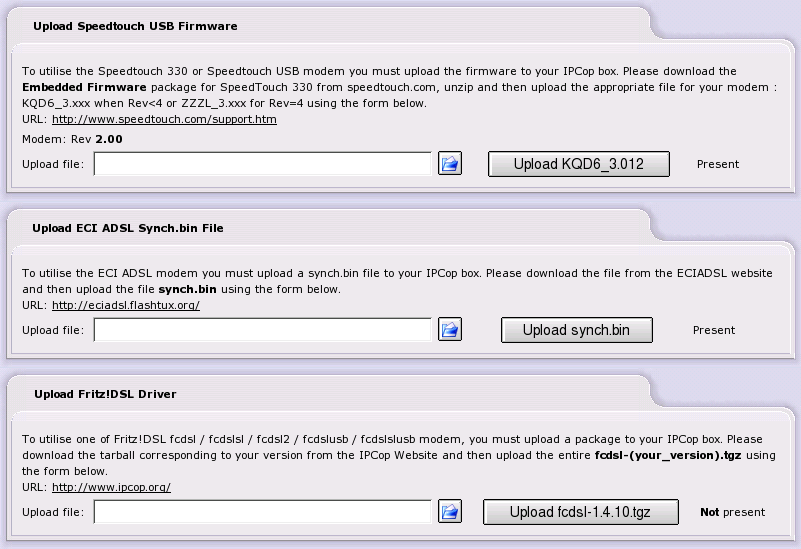 Upload Speedtouch USB Firmware
To utilise the Speedtouch 330 or Speedtouch USB modem you must upload the firmware to your IPCop box. Please download the
Embedded Firmware package for SpeedTouch 330 from speedtouch.com, unzip and then upload the appropriate file for your modem :
KQD6_3.xxx when Rev<4 or ZZZL_3.xxx for Rev=4 using the form below.
URL: http://www.speedtouch.com/support.htm
Modem: Rev 2.00
Upload file: Upload KQD6_3.012 Present
Upload ECI ADSL Synch.bin File
To utilise the ECI ADSL modem you must upload a synch.bin file to your IPCop box. Please download the file from the ECIADSL website
and then upload the file synch.bin using the form below.
URL: http://eciadsl.flashtux.org/
Upload file: Upload synch.bin Present
Upload Fritz!DSL Driver
To utilise one of Fritz!DSL fcdsl / fcdslsl / fcdsl2 / fcdslusb / fcdslslusb modem, you must upload a package to your IPCop box. Please
download the tarball corresponding to your version from the IPCop Website and then upload the entire fcdsl-(your_version).tgz using
the form below.
URL: http://www.ipcop.org/
Upload file: Upload fcdsl-1.4.10.tgz Not present